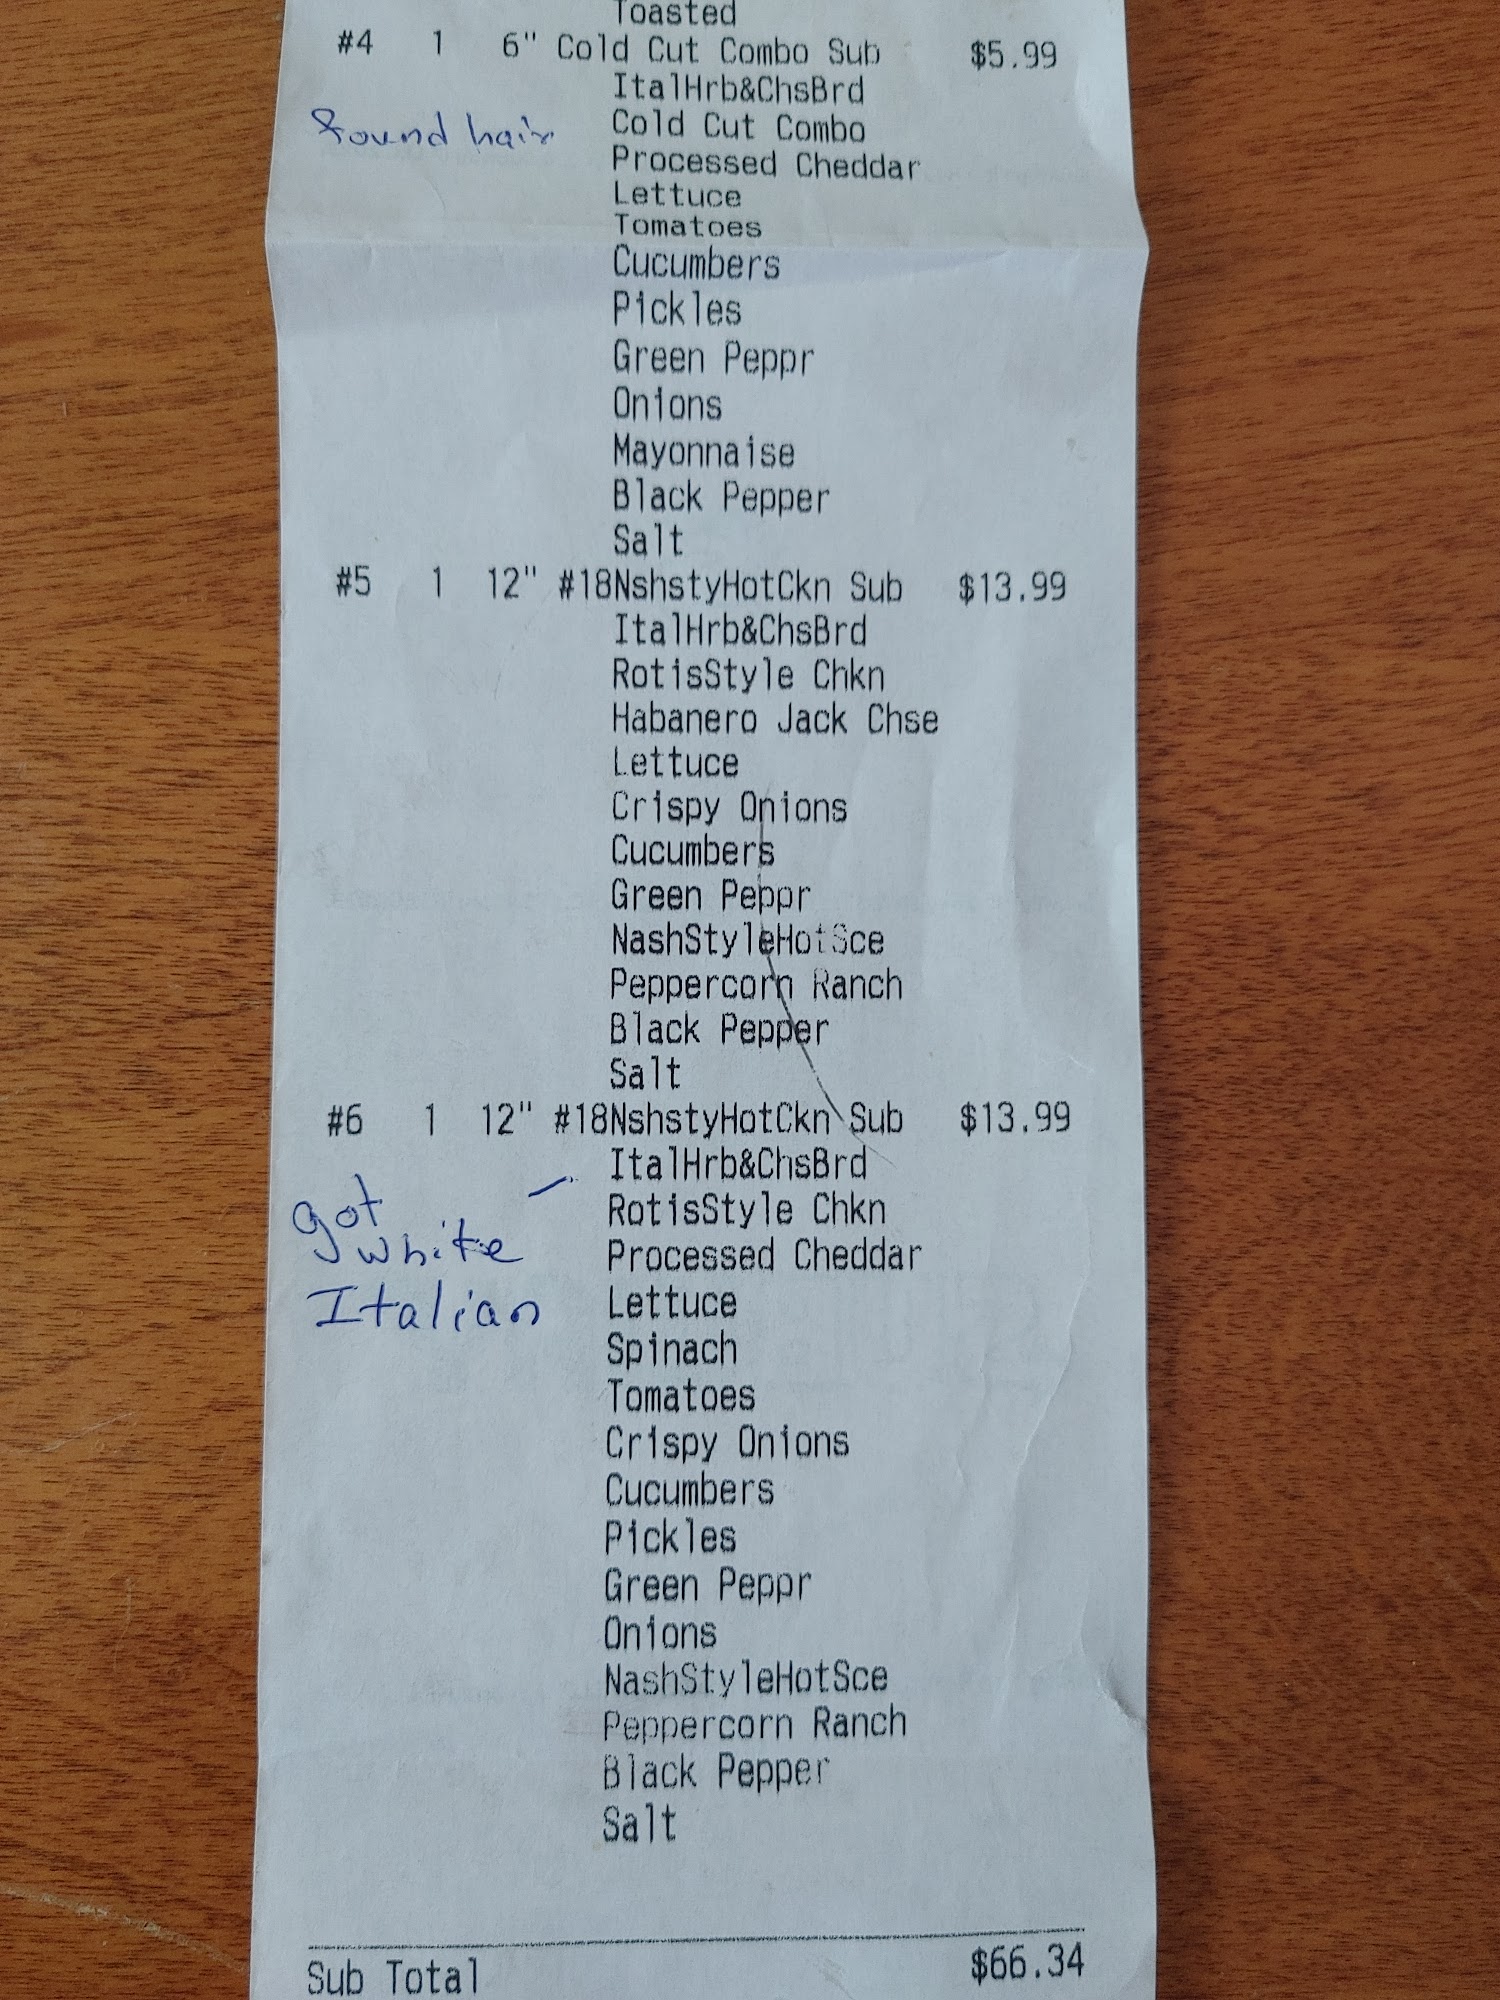 Toasted
#4 1 6" Cold Cut Combo Sub $5.99
ItalHrb&ChsBrd
found hair Cold Cut Combo
Processed Cheddar
Lettuce
Tomatoes
Cucumbers
Pickles
Green Peppr
Onions
Mayonnaise
Black Pepper
Salt
#5 1 12" #18NshstyHotCkn Sub $13.99
ItalHrb&ChsBrd
RotisStyle Chkn
Habanero Jack Chse
Lettuce
Crispy Onions
Cucumbers
Green Peppr
NashStyleHotSce
Peppercorn Ranch
Black Pepper
Salt
#6 1 12" #18NshstyHotCkn Sub $13.99
ItalHrb&ChsBrd
got RotisStyle Chkn
white Processed Cheddar
Italian Lettuce
Spinach
Tomatoes
Crispy Onions
Cucumbers
Pickles
Green Peppr
Onions
NashStyleHotSce
Peppercorn Ranch
Black Pepper
Salt
Sub Total $66.34